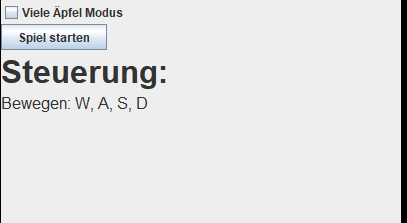 Viele Äpfel Modus
Spiel starten
Steuerung:
Bewegen: W, A, S, D